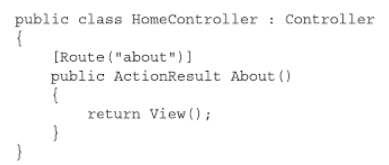 public class HomeController : Controller
{
    [Route("about")]
    public ActionResult About()
    {
        return View();
    }
}